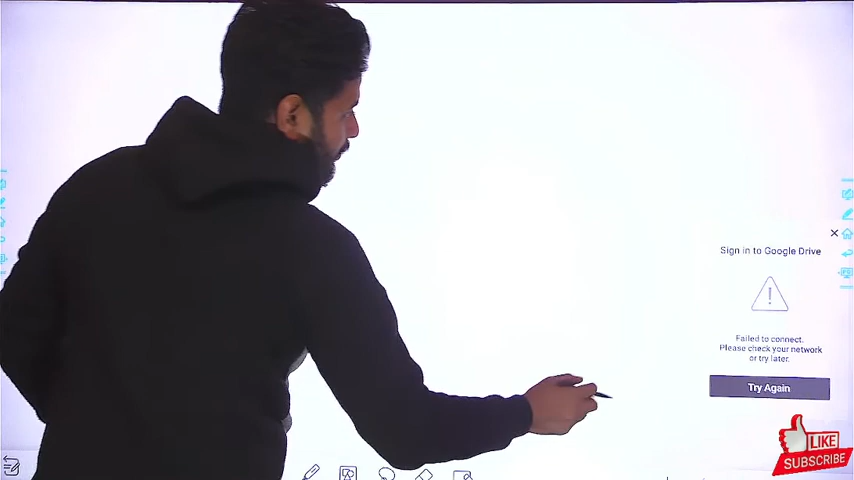 Sign in to Google Drive
Failed to connect.
Please check your network
or try later.
Try Again
LIKE
SUBSCRIBE